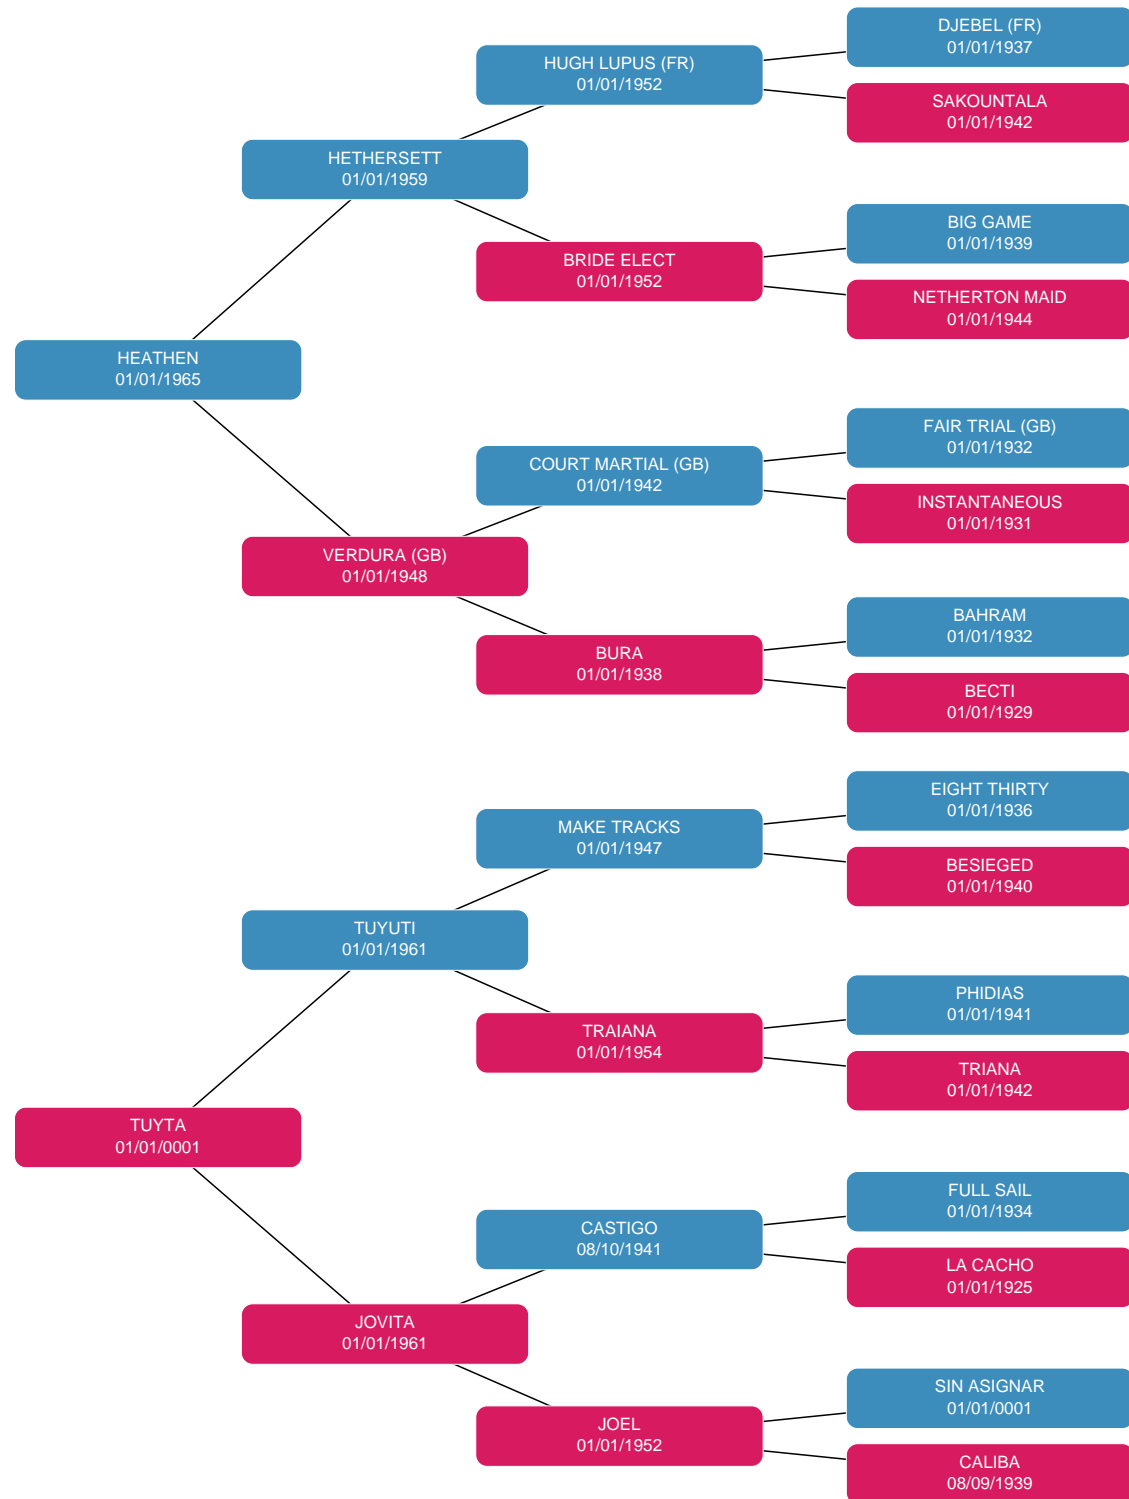 DJEBEL (FR)
01/01/1937
HUGH LUPUS (FR)
01/01/1952
SAKOUNTALA
01/01/1942
HETHERSETT
01/01/1959
BIG GAME
01/01/1939
BRIDE ELECT
01/01/1952
NETHERTON MAID
01/01/1944
HEATHEN
01/01/1965
FAIR TRIAL (GB)
01/01/1932
COURT MARTIAL (GB)
01/01/1942
INSTANTANEOUS
01/01/1931
VERDURA (GB)
01/01/1948
BAHRAM
01/01/1932
BURA
01/01/1938
BECTI
01/01/1929
EIGHT THIRTY
01/01/1936
MAKE TRACKS
01/01/1947
BESIEGED
01/01/1940
TUYUTI
01/01/1961
PHIDIAS
01/01/1941
TRAIANA
01/01/1954
TRIANA
01/01/1942
TUYTA
01/01/0001
FULL SAIL
01/01/1934
CASTIGO
08/10/1941
LA CACHO
01/01/1925
JOVITA
01/01/1961
SIN ASIGNAR
01/01/0001
JOEL
01/01/1952
CALIBA
08/09/1939